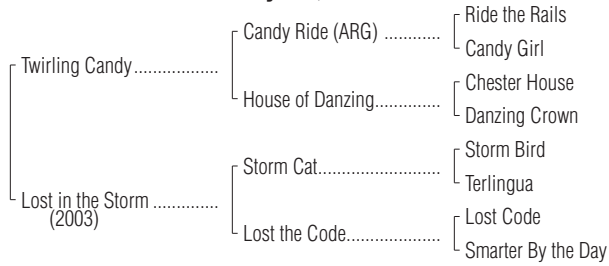 Ride the Rails
Candy Ride (ARG) ............
Candy Girl
Twirling Candy..................
Chester House
House of Danzing..............
Danzing Crown
Storm Bird
Storm Cat.......................
Terlingua
Lost in the Storm ..............
(2003)
Lost Code
Lost the Code...................
Smarter By the Day